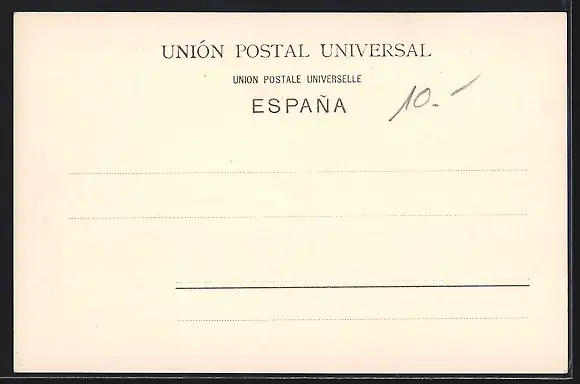 UNIÓN POSTAL UNIVERSAL
UNION POSTALE UNIVERSELLE
ESPAÑA
10.-